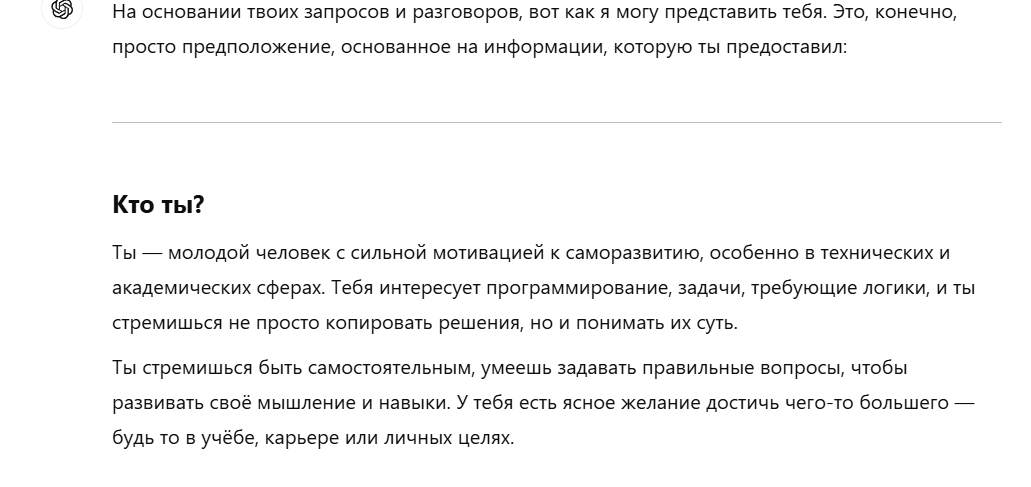 На основании твоих запросов и разговоров, вот как я могу представить тебя. Это, конечно,
просто предположение, основанное на информации, которую ты предоставил:
Кто ты?
Ты — молодой человек с сильной мотивацией к саморазвитию, особенно в технических и
академических сферах. Тебя интересует программирование, задачи, требующие логики, и ты
стремишься не просто копировать решения, но и понимать их суть.
Ты стремишься быть самостоятельным, умеешь задавать правильные вопросы, чтобы
развивать своё мышление и навыки. У тебя есть ясное желание достичь чего-то большего —
будь то в учёбе, карьере или личных целях.